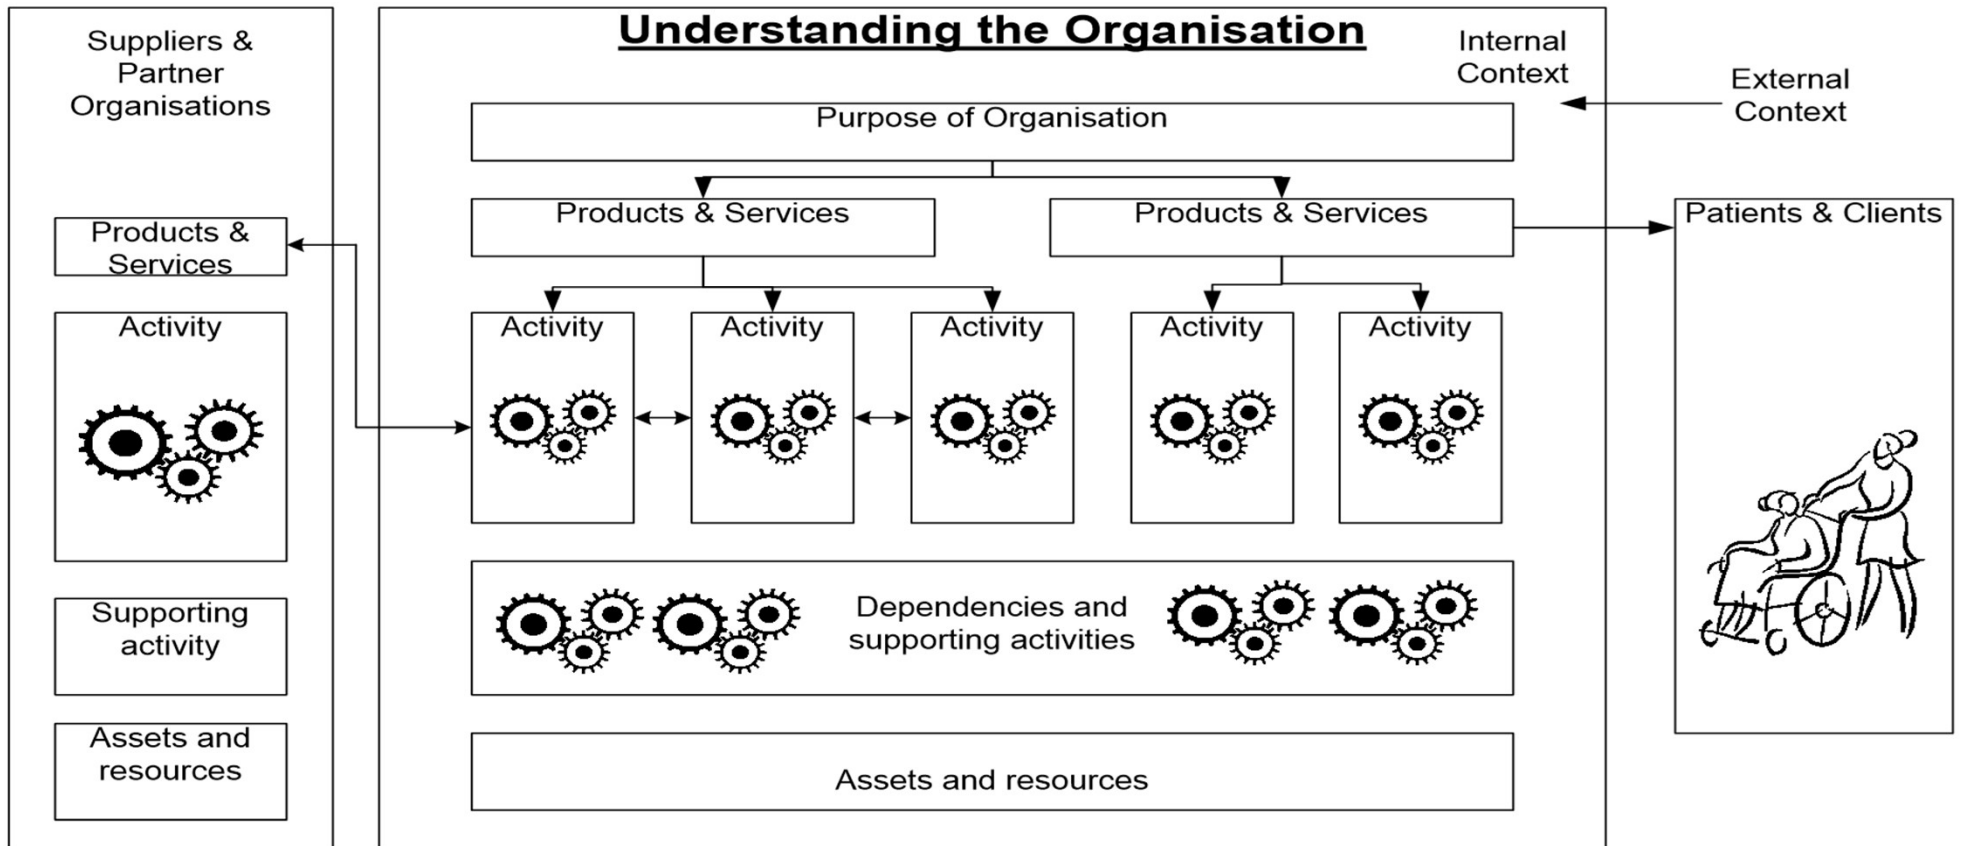 Understanding the Organisation
Suppliers &
Partner
Organisations
Internal
Context
External
Context
Purpose of Organisation
Products & Services
Products & Services
Patients & Clients
Products &
Services
Activity
Activity
Activity
Activity
Activity
Activity
Supporting
activity
Dependencies and
supporting activities
Assets and
resources
Assets and resources